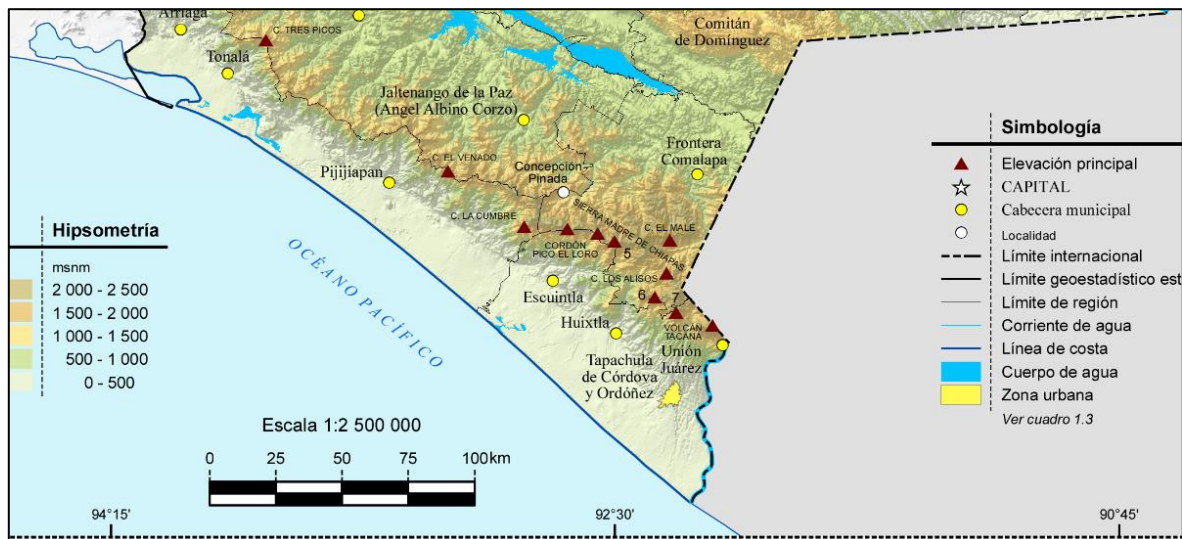 Arriaga
C. TRES PICOS
Comitán
de Domínguez
Tonalá
Jaltenango de la Paz
(Angel Albino Corzo)
C. EL VENADO
Concepción
Pinada
Frontera
Comalapa
Pijijiapan
C. LA CUMBRE
SIERRA MADRE DE CHIAPAS
C. EL MALE
CORDÓN
PICO EL LORO
5
C. LOS ALISOS
Escuintla
6
7
Huixtla
VOLCÁN
TACANÁ
Unión
Juárez
Tapachula
de Córdova
y Ordóñez
OCÉANO PACÍFICO
Hipsometría
msnm
2 000 - 2 500
1 500 - 2 000
1 000 - 1 500
500 - 1 000
0 - 500
Escala 1:2 500 000
0 25 50 75 100km
Simbología
Elevación principal
CAPITAL
Cabecera municipal
Localidad
Límite internacional
Límite geoestadístico est
Límite de región
Corriente de agua
Línea de costa
Cuerpo de agua
Zona urbana
Ver cuadro 1.3
94°15' 92°30' 90°45'